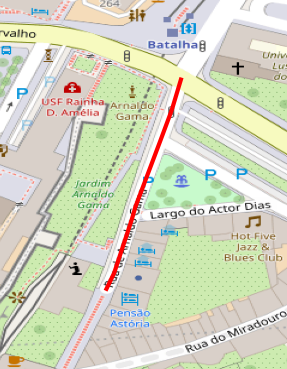 264
rvalho
Batalha
USF Rainha
D. Amélia
Arnaldo
Gama
Unive
Lus
do
Jardim
Arnaldo
Gama
P
P
P
P
Largo do Actor Dias
Rua de Arnaldo Gama
Hot-Five
Jazz &
Blues Club
Pensão
Astória
Rua do Miradouro